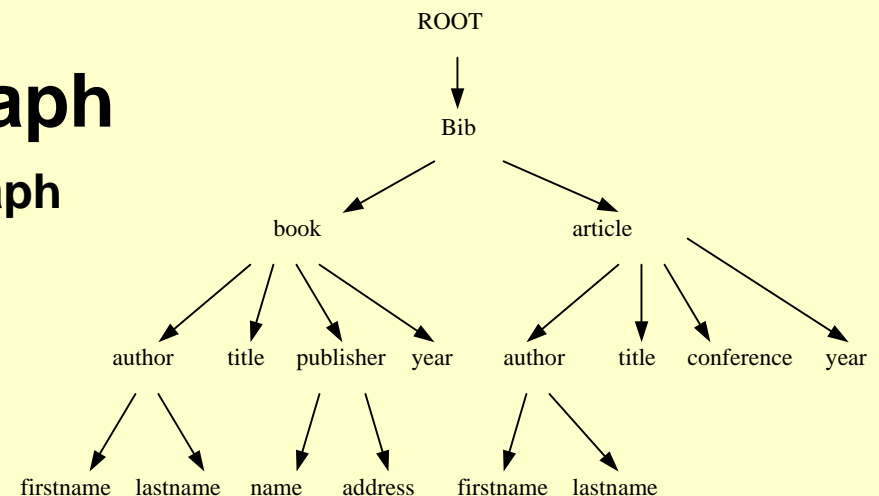 ROOT
aph
Bib
aph
book article
author title publisher year author title conference year
firstname lastname name address firstname lastname